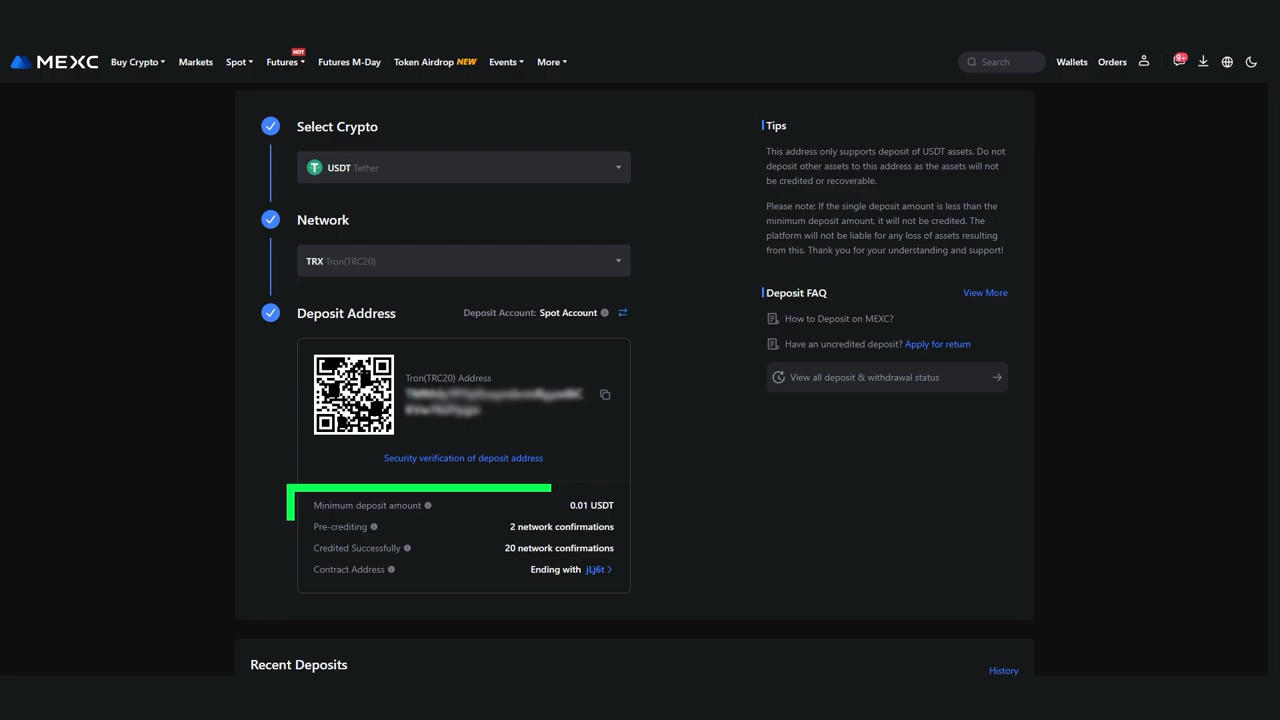 MEXC Buy Crypto Markets Spot Futures HOT Futures M-Day Token Airdrop NEW Events More Search Wallets Orders 9+
Select Crypto
USDT Tether
Network
TRX Tron(TRC20)
Deposit Address Deposit Account: Spot Account
Tron(TRC20) Address
Security verification of deposit address
Minimum deposit amount 0.01 USDT
Pre-crediting 2 network confirmations
Credited Successfully 20 network confirmations
Contract Address Ending with jLj6t >
Tips
This address only supports deposit of USDT assets. Do not
deposit other assets to this address as the assets will not
be credited or recoverable.
Please note: If the single deposit amount is less than the
minimum deposit amount, it will not be credited. The
platform will not be liable for any loss of assets resulting
from this. Thank you for your understanding and support!
Deposit FAQ View More
How to Deposit on MEXC?
Have an uncredited deposit? Apply for return
View all deposit & withdrawal status
Recent Deposits
History